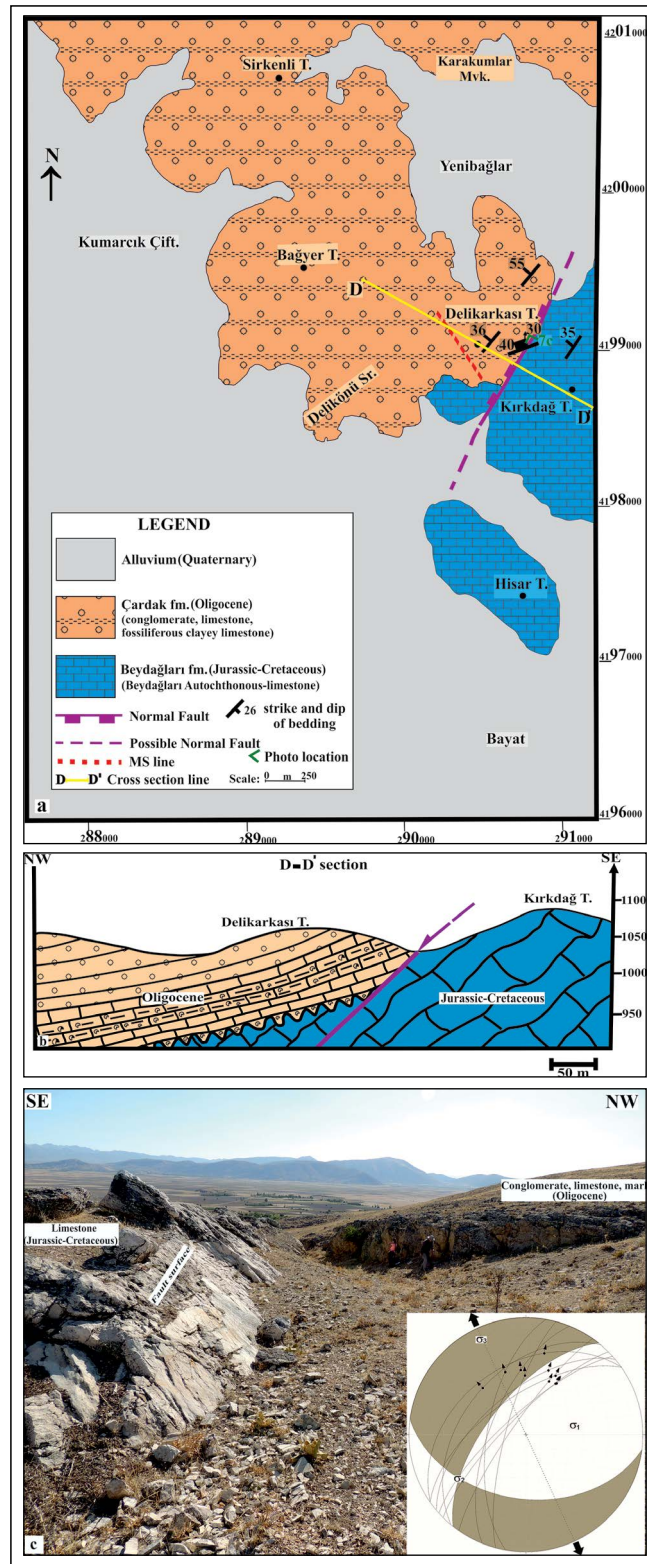 4201000
Sirkenli T.
Karakumlar
Mvk.
N
Yenibağlar
4200000
Kumarcık Çift.
Bağyer T.
55
D
Delikarkası T.
36
30
40
7c
35
4199000
Delikönü Sr.
Kırkdağ T.
D'
4198000
LEGEND
Alluvium (Quaternary)
Çardak fm. (Oligocene)
(conglomerate, limestone,
fossiliferous clayey limestone)
Beydağları fm. (Jurassic-Cretaceous)
(Beydağları Autochthonous-limestone)
Normal Fault
26 strike and dip
of bedding
Possible Normal Fault
MS line
Photo location
D D' Cross section line
Scale: 0 m 250
Hisar T.
4197000
Bayat
a
4196000
288000
289000
290000
291000
NW
D-D' section
SE
Kırkdağ T.
Delikarkası T.
1100
1050
Oligocene
1000
Jurassic-Cretaceous
950
b
50 m
SE
NW
Conglomerate, limestone, marl
(Oligocene)
Limestone
(Jurassic-Cretaceous)
Fault surface
σ3
σ1
σ2
c